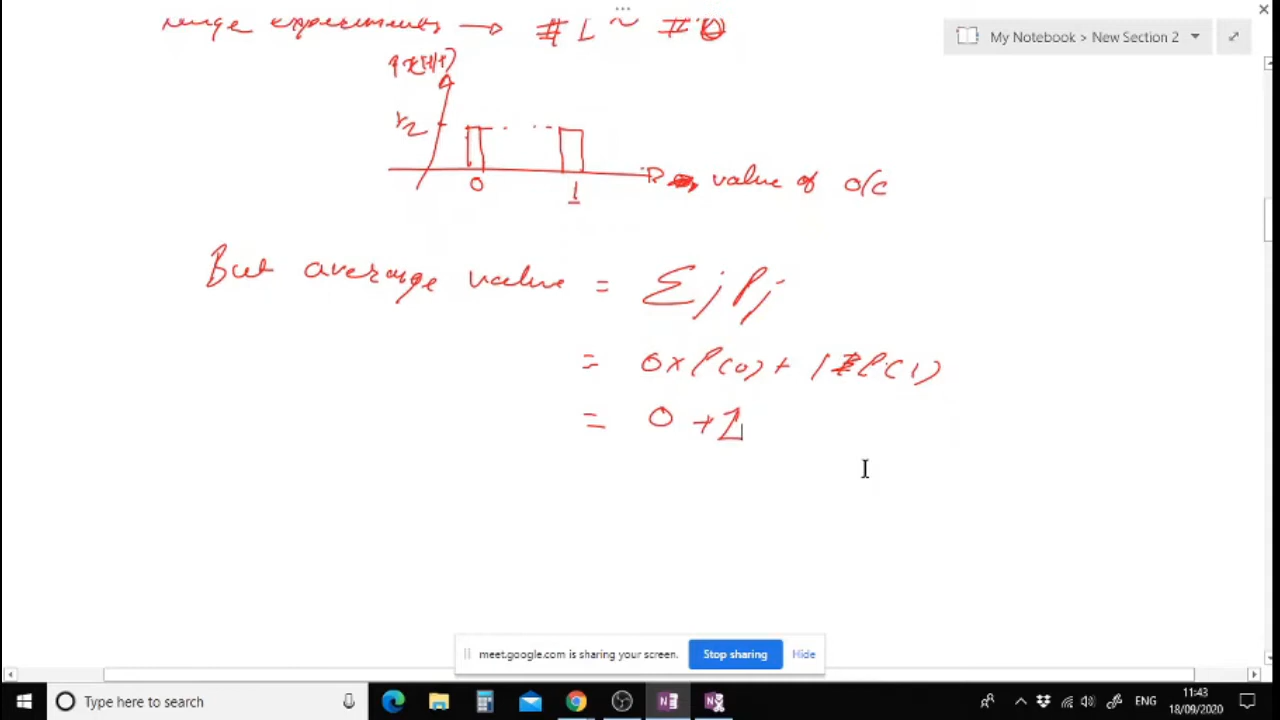 experiments → # 1 ~ # 0
My Notebook > New Section 2
1/2
0
1
value of o/c
But average value = Σ j Pj
= 0 x P(0) + 1 x P(1)
= 0 + 1
meet.google.com is sharing your screen.
Stop sharing
Hide
Type here to search
ENG
11:43
18/09/2020